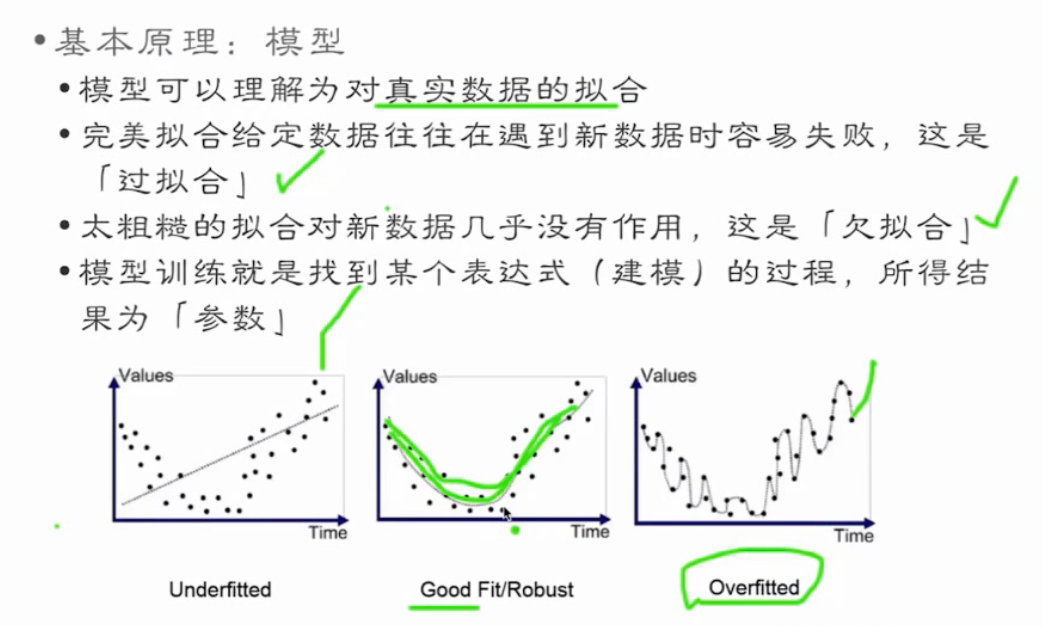 •基本原理：模型
•模型可以理解为对真实数据的拟合
•完美拟合给定数据往往在遇到新数据时容易失败，这是
「过拟合」
•太粗糙的拟合对新数据几乎没有作用，这是「欠拟合」
•模型训练就是找到某个表达式（建模）的过程，所得结
果为「参数」
Values
Values
Values
Time
Time
Time
Underfitted
Good Fit/Robust
Overfitted